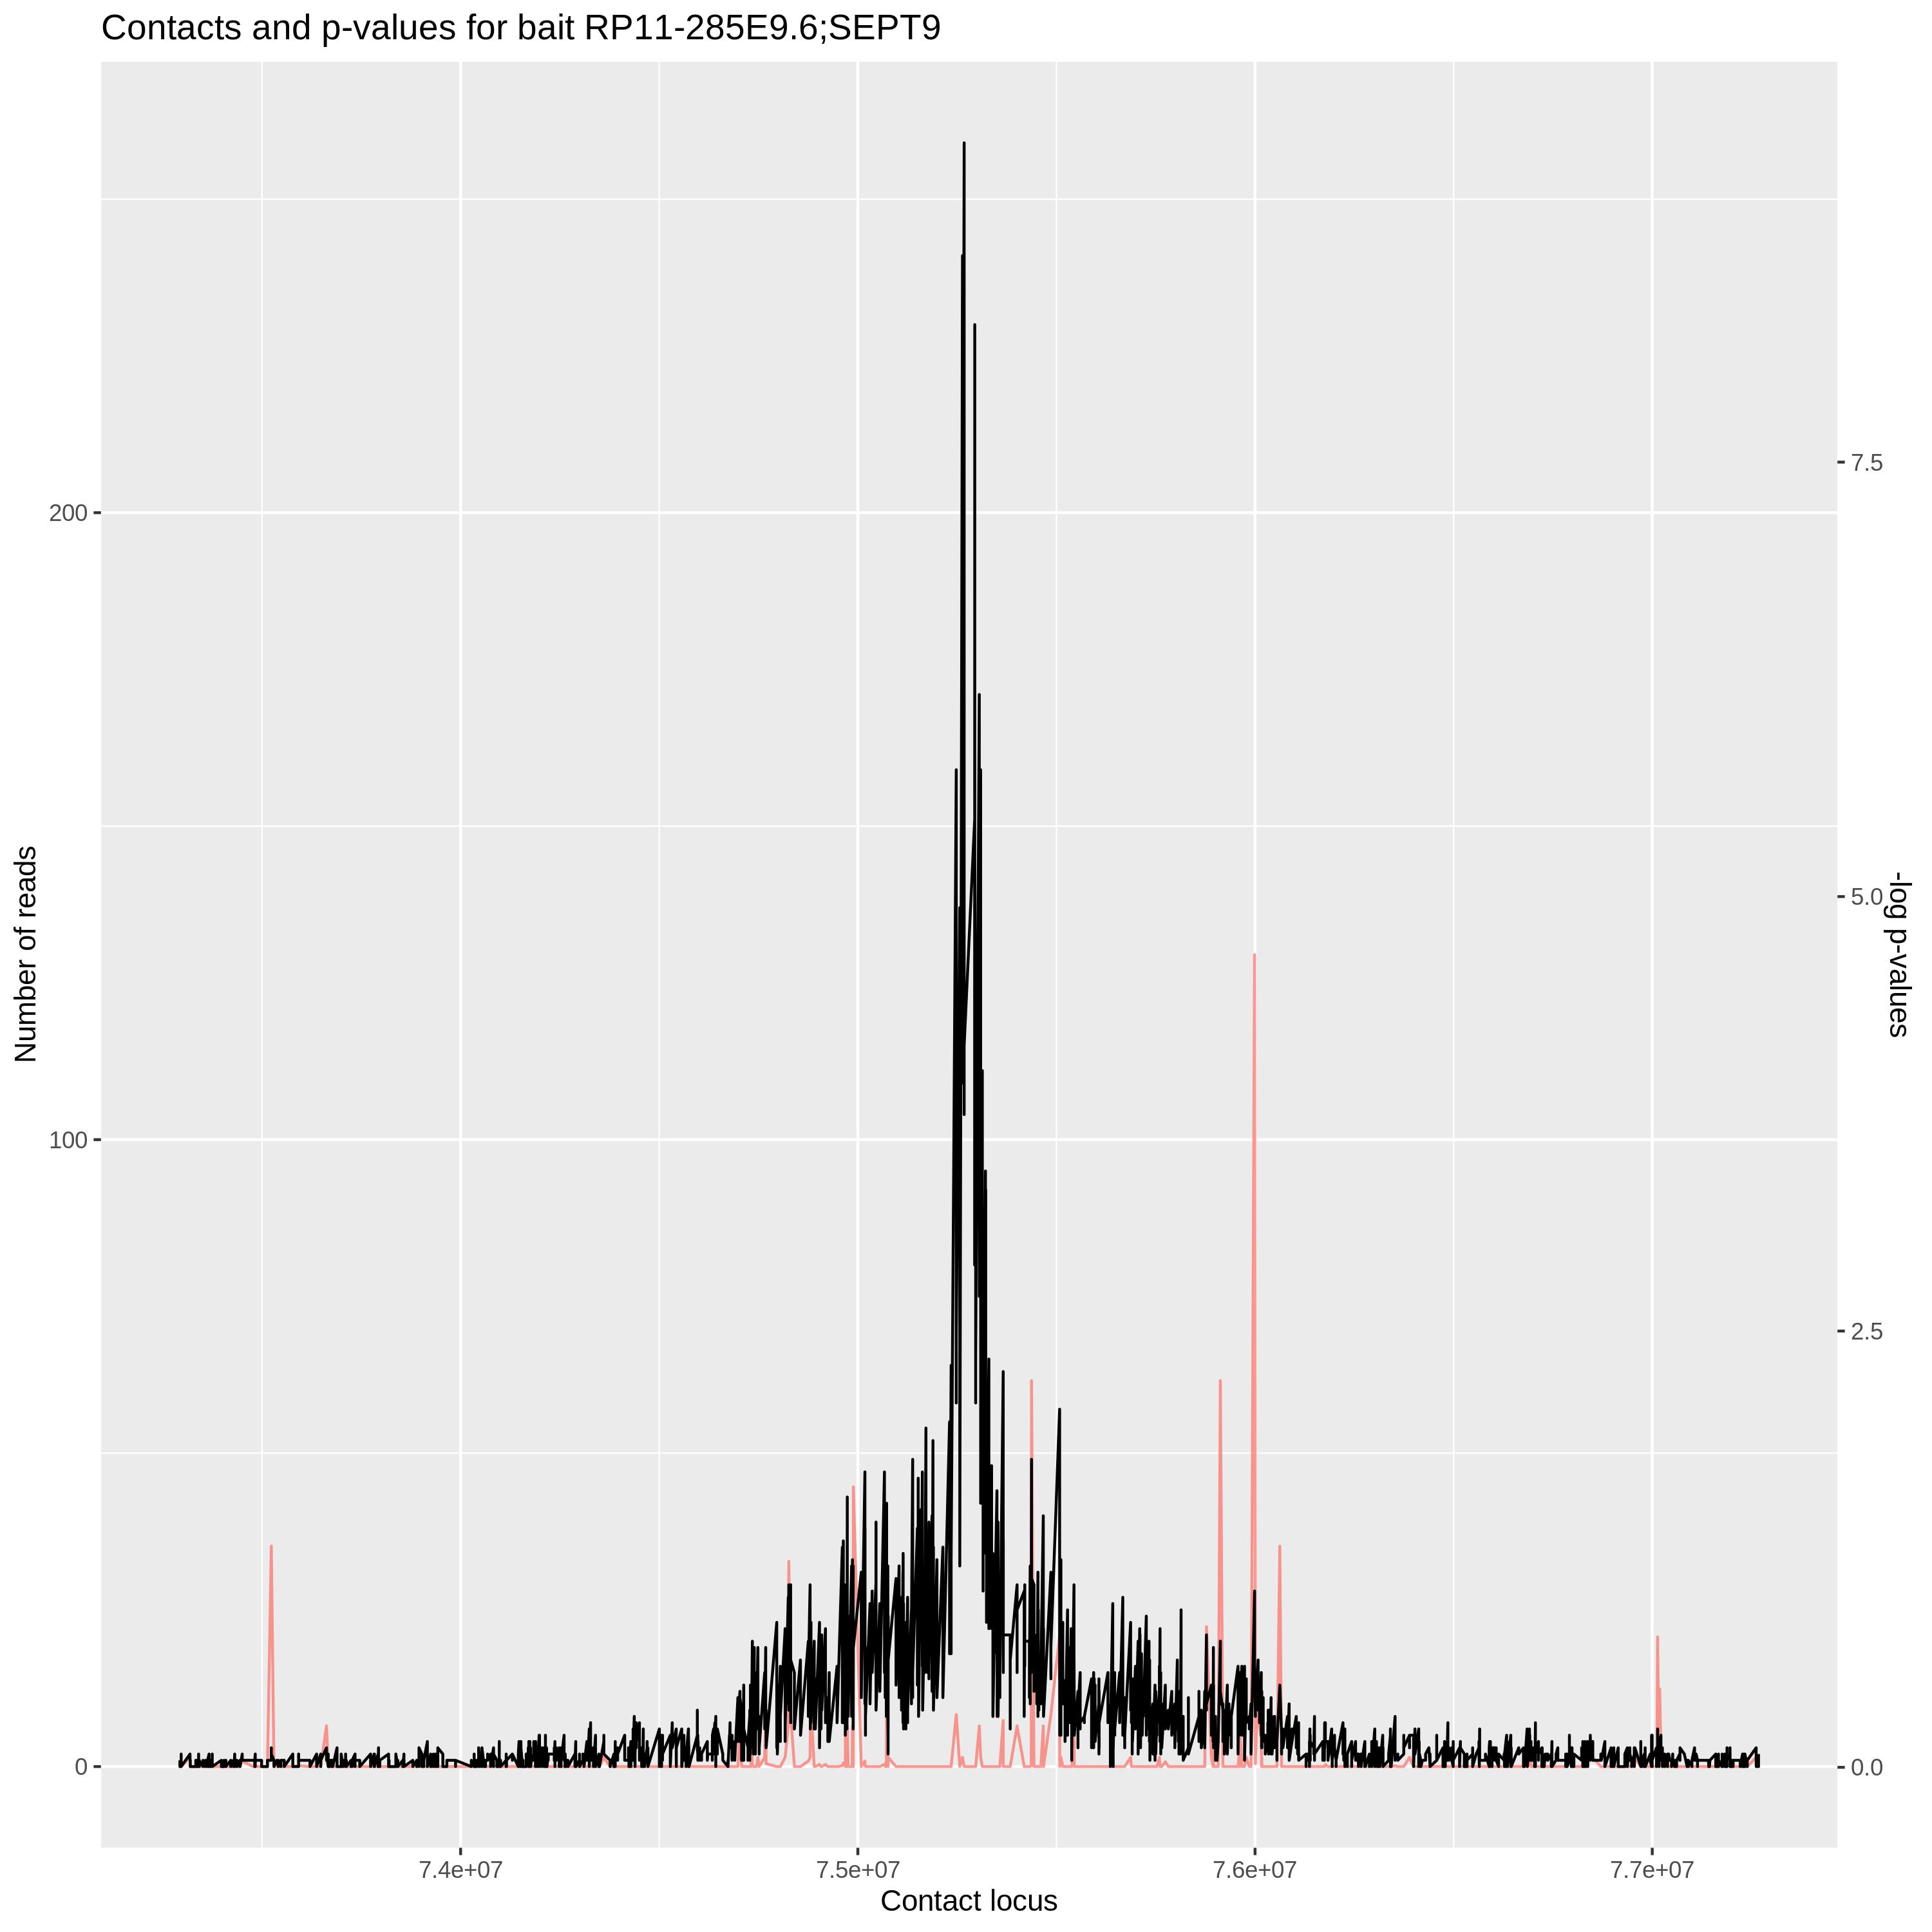 Contacts and p-values for bait RP11-285E9.6;SEPT9
Number of reads
200
100
0
7.5
5.0
2.5
0.0
-log p-values
7.4e+07 7.5e+07 7.6e+07 7.7e+07
Contact locus